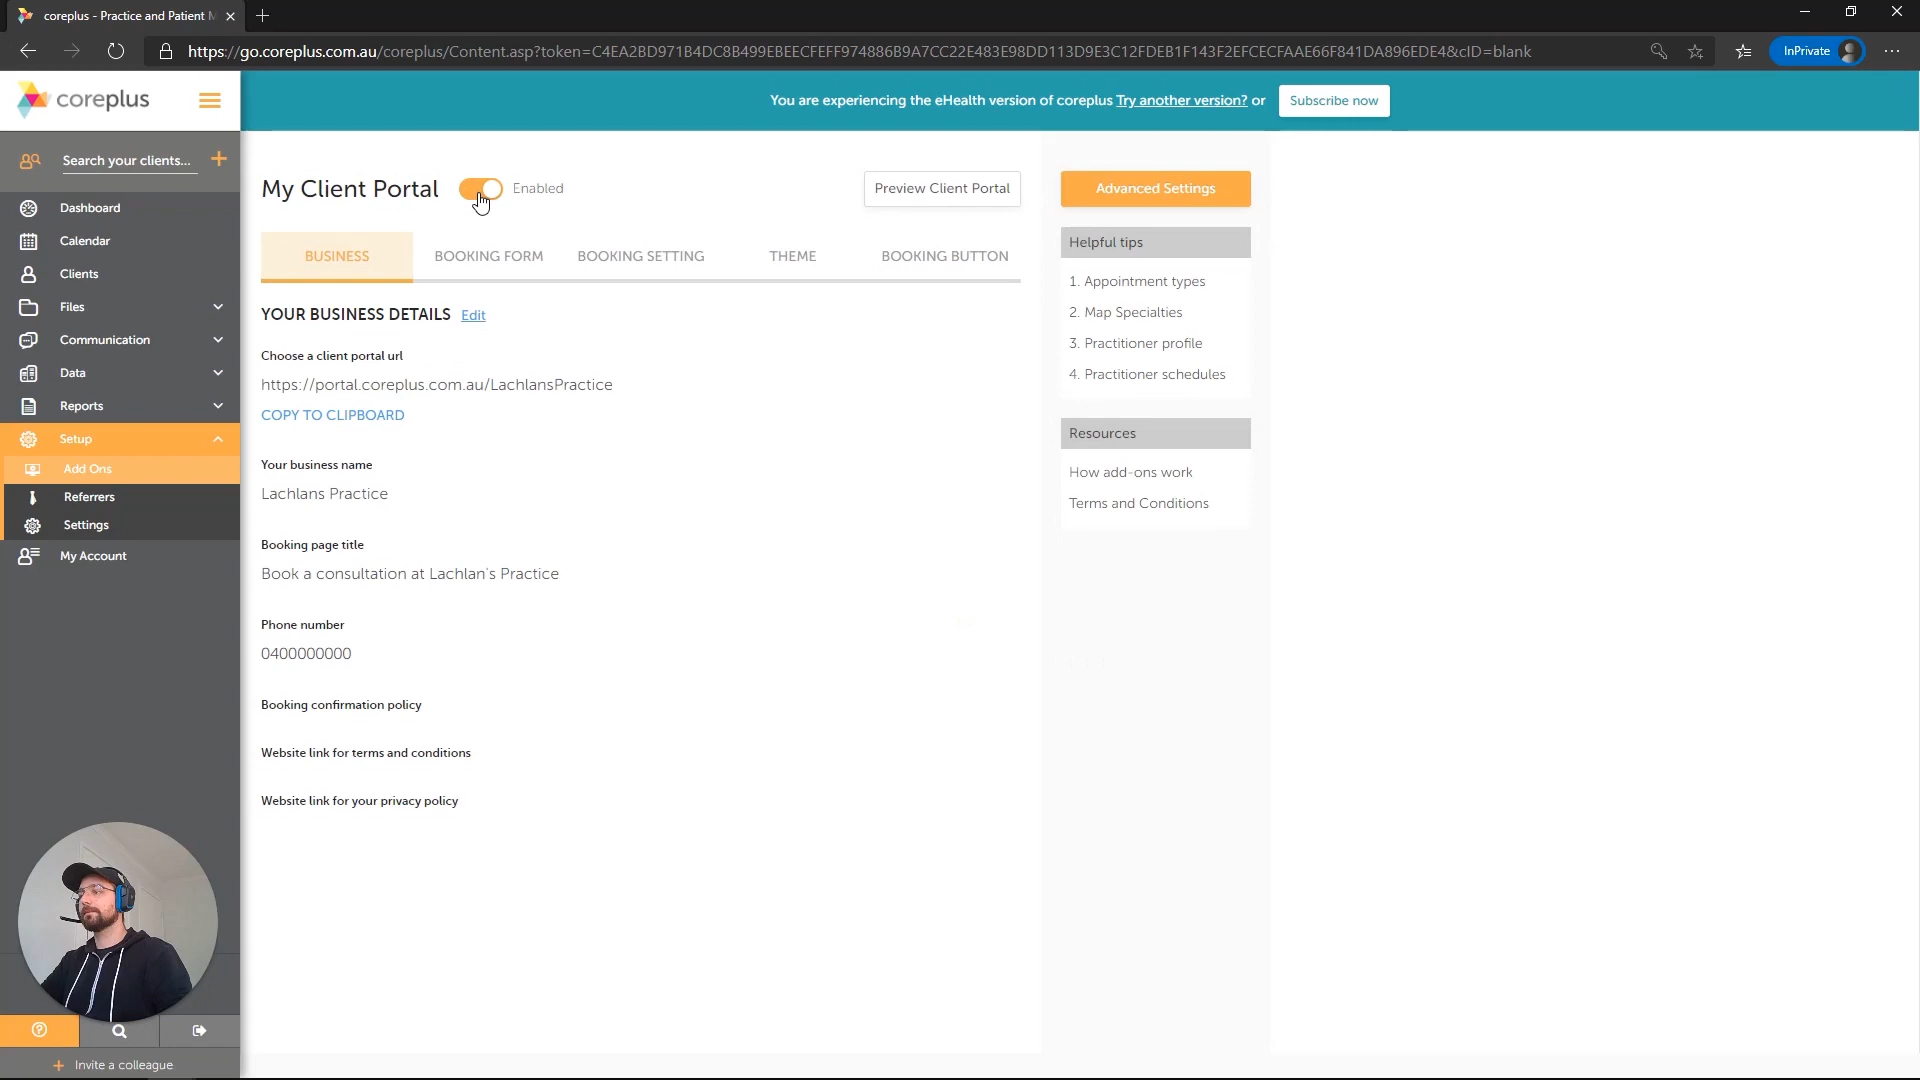 coreplus - Practice and Patient M
https://go.coreplus.com.au/coreplus/Content.asp?token=C4EA2BD971B4DC8B499EBEECFEFF974886B9A7CC22E483E98DD113D9E3C12FDEB1F143F2EFCECFAAE66F841DA896EDE4&cID=blank
InPrivate
coreplus
You are experiencing the eHealth version of coreplus Try another version? or
Subscribe now
Search your clients...
Dashboard
Calendar
Clients
Files
Communication
Data
Reports
Setup
Add Ons
Referrers
Settings
My Account
Invite a colleague
My Client Portal
Enabled
Preview Client Portal
BUSINESS
BOOKING FORM
BOOKING SETTING
THEME
BOOKING BUTTON
YOUR BUSINESS DETAILS Edit
Choose a client portal url
https://portal.coreplus.com.au/LachlansPractice
COPY TO CLIPBOARD
Your business name
Lachlans Practice
Booking page title
Book a consultation at Lachlan's Practice
Phone number
0400000000
Booking confirmation policy
Website link for terms and conditions
Website link for your privacy policy
Advanced Settings
Helpful tips
1. Appointment types
2. Map Specialties
3. Practitioner profile
4. Practitioner schedules
Resources
How add-ons work
Terms and Conditions